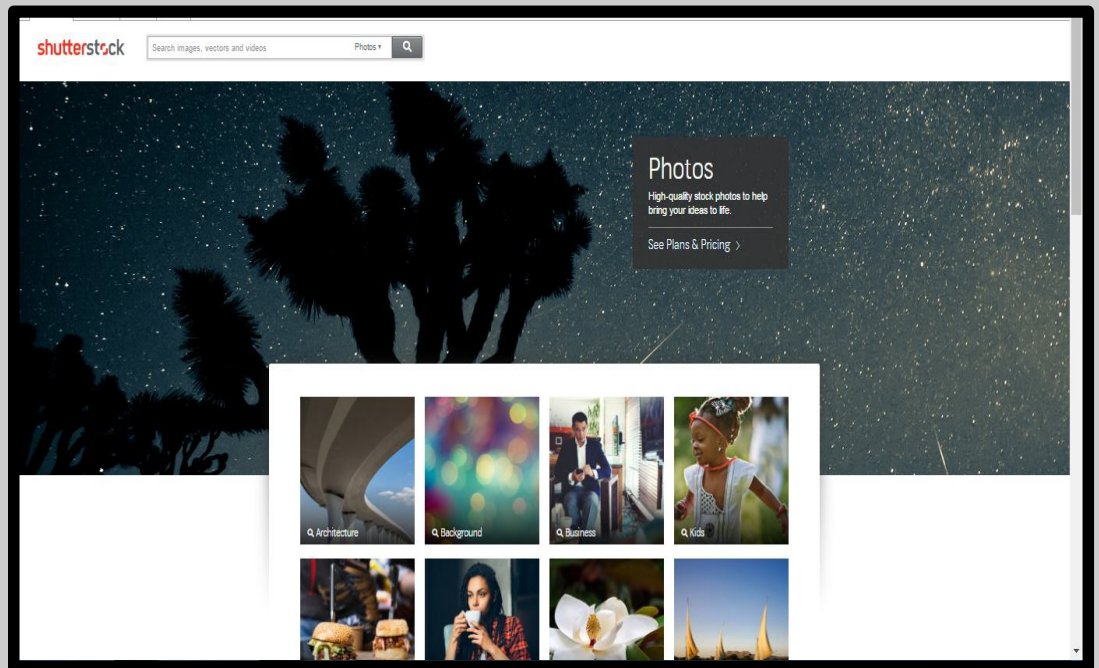 shutterstock
Search images, vectors and videos
Photos
Photos
High-quality stock photos to help
bring your ideas to life.
See Plans & Pricing >
Architecture
Background
Business
Kids